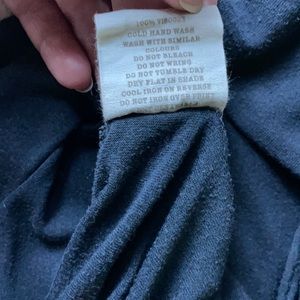 100% VISCOSE
COLD HAND WASH
WASH WITH SIMILAR
COLOURS
DO NOT BLEACH
DO NOT WRING
DO NOT TUMBLE DRY
DRY FLAT IN SHADE
COOL IRON ON REVERSE
DO NOT IRON OVER PRINT